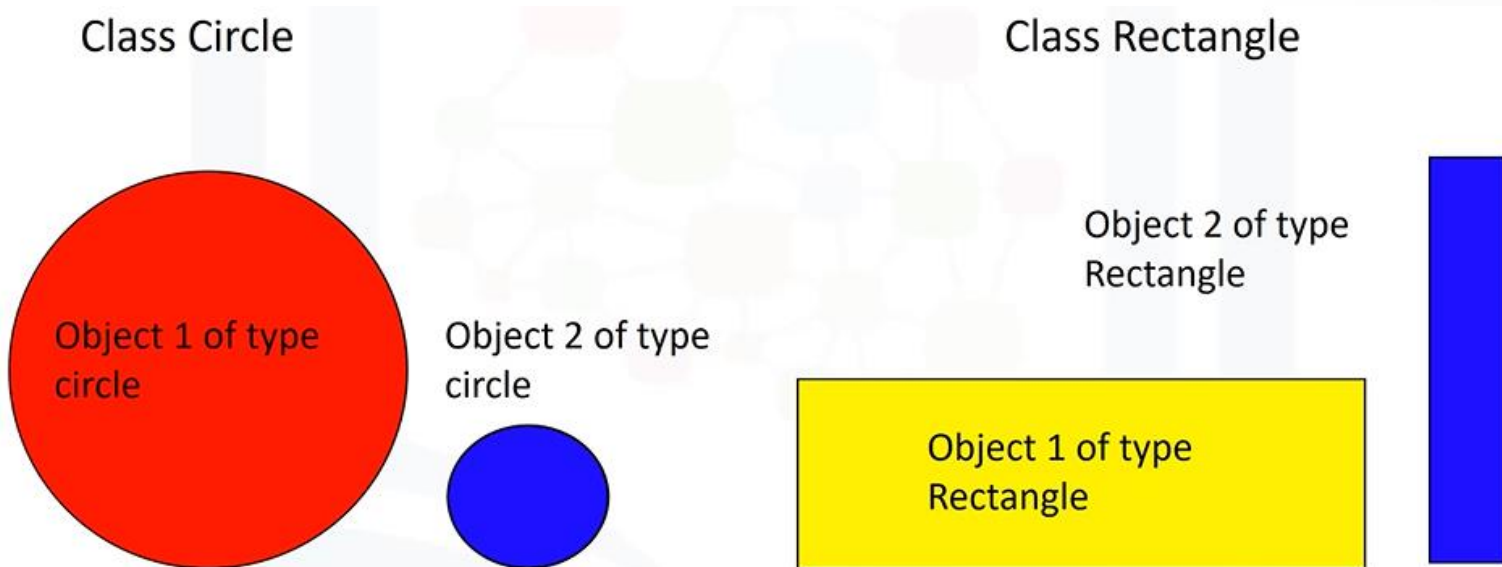 Class Circle
Class Rectangle
Object 1 of type
circle
Object 2 of type
circle
Object 2 of type
Rectangle
Object 1 of type
Rectangle